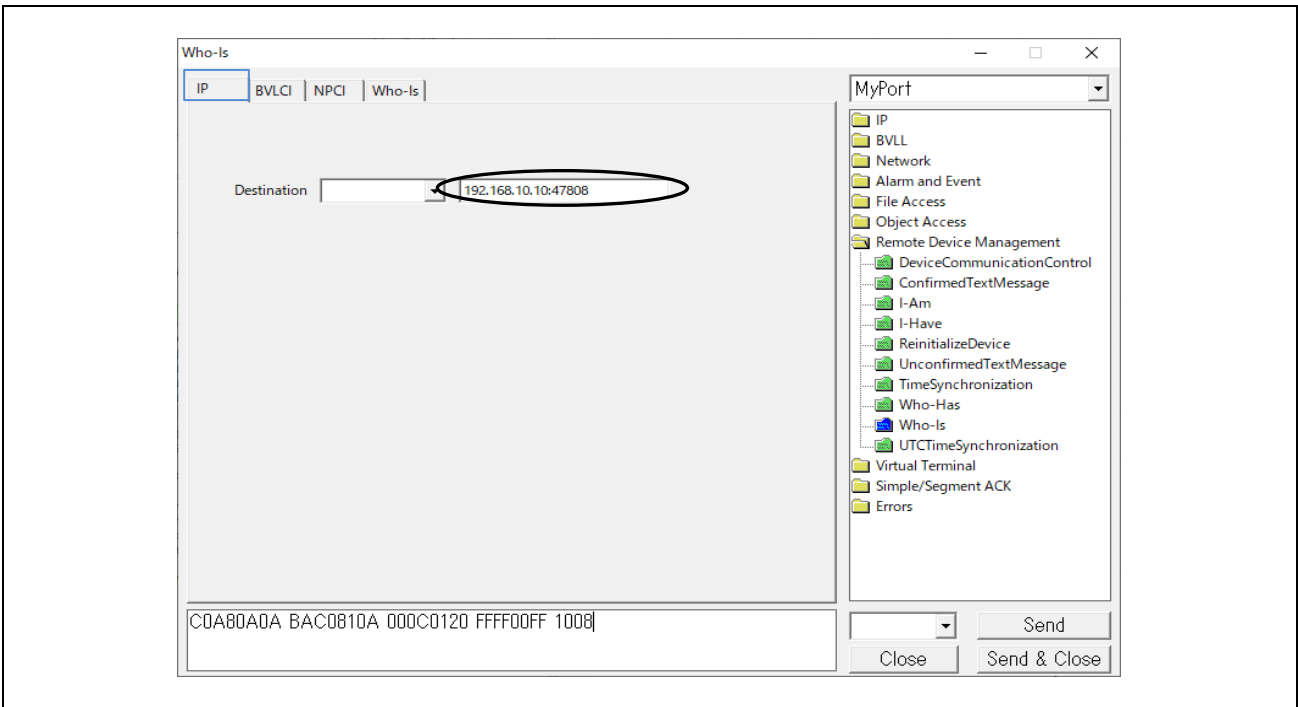 Who-Is
IP BVLCI NPCI Who-Is
Destination 192.168.10.10:47808
C0A80A0A BAC0810A 000C0120 FFFF00FF 1008
MyPort
IP
BVLL
Network
Alarm and Event
File Access
Object Access
Remote Device Management
DeviceCommunicationControl
ConfirmedTextMessage
I-Am
I-Have
ReinitializeDevice
UnconfirmedTextMessage
TimeSynchronization
Who-Has
Who-Is
UTCTimeSynchronization
Virtual Terminal
Simple/Segment ACK
Errors
Send
Close Send & Close